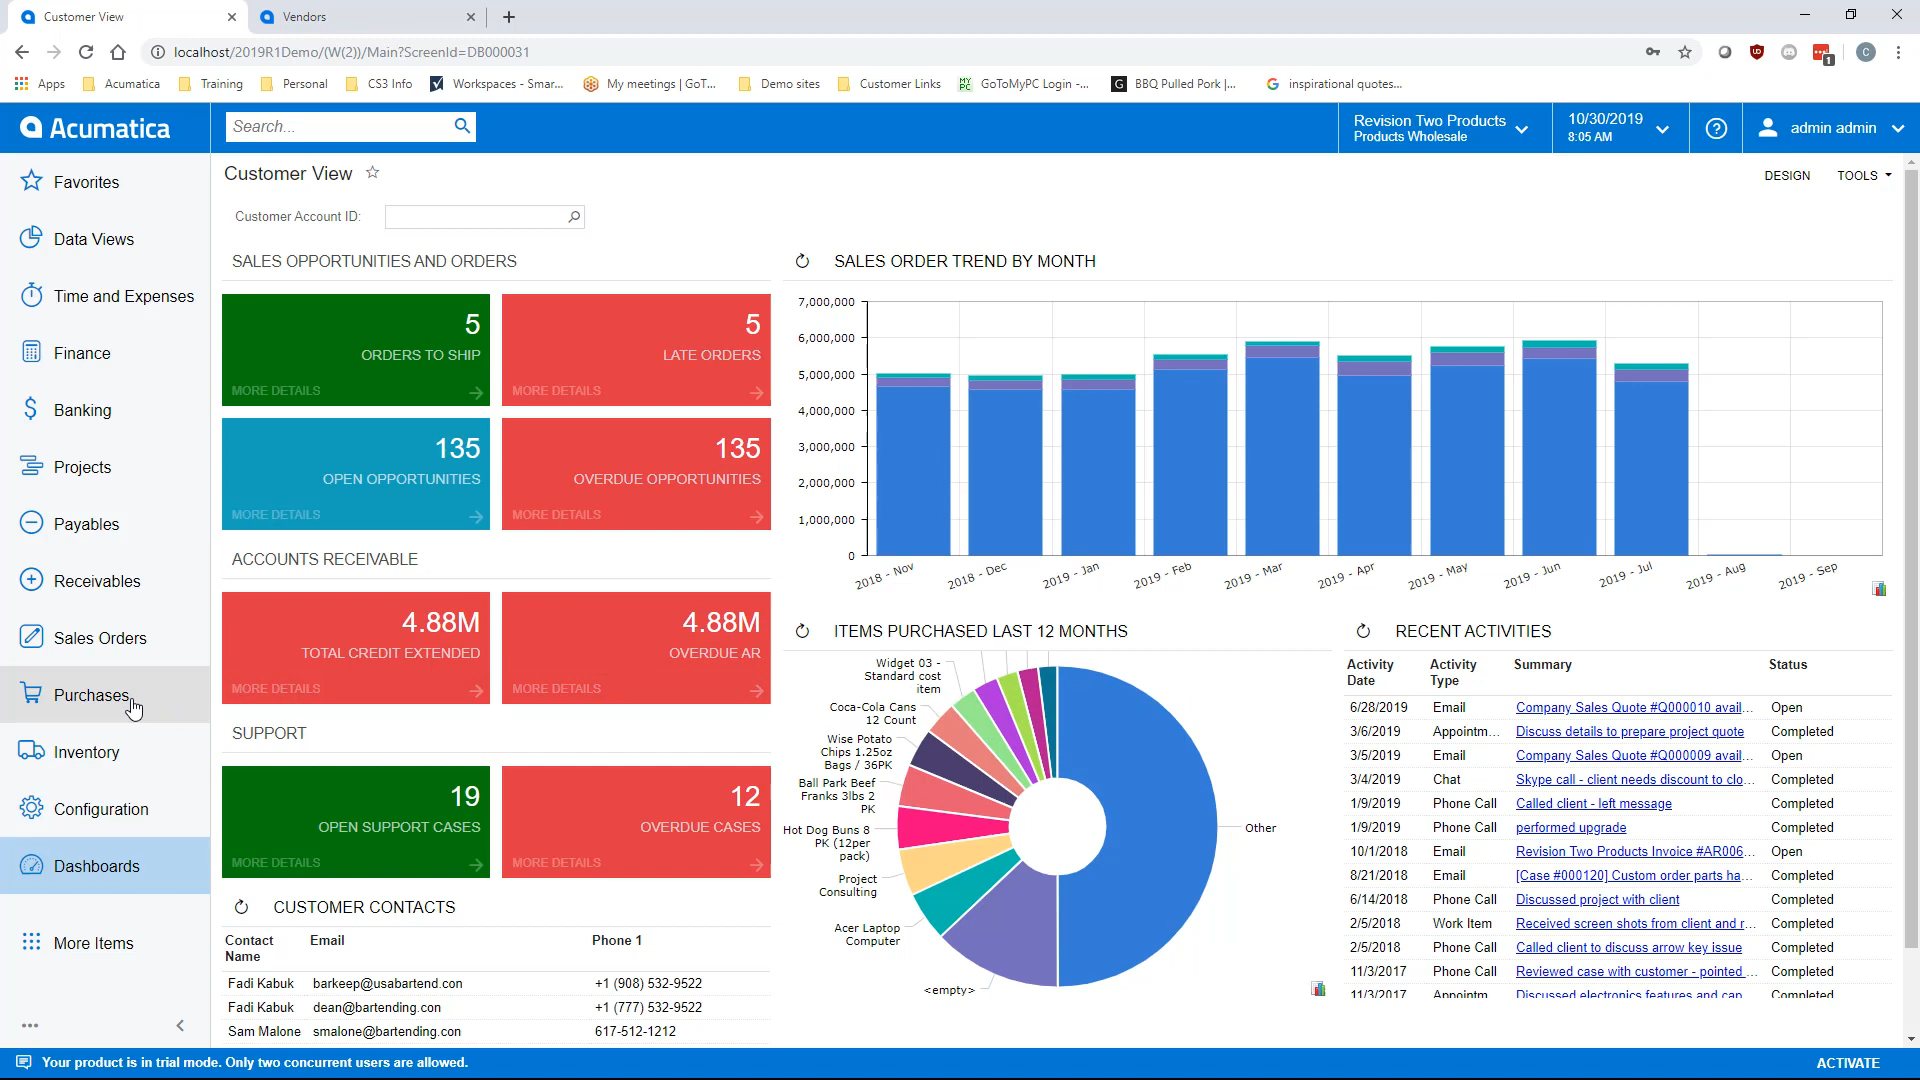 Customer View
Vendors
localhost/2019R1Demo/(W(2))/Main?ScreenId=DB000031
1
C
Apps
Acumatica
Training
Personal
CS3 Info
Workspaces - Smar...
My meetings | GoT...
Demo sites
Customer Links
MY PC
GoToMyPC Login -...
G
BBQ Pulled Pork |...
inspirational quotes...
Acumatica
Search...
Revision Two Products
Products Wholesale
10/30/2019
8:05 AM
?
admin admin
Favorites
Data Views
Time and Expenses
Finance
Banking
Projects
Payables
Receivables
Sales Orders
Purchases
Inventory
Configuration
Dashboards
More Items
Customer View
DESIGN
TOOLS
Customer Account ID:
SALES OPPORTUNITIES AND ORDERS
5
ORDERS TO SHIP
MORE DETAILS
5
LATE ORDERS
MORE DETAILS
135
OPEN OPPORTUNITIES
MORE DETAILS
135
OVERDUE OPPORTUNITIES
MORE DETAILS
ACCOUNTS RECEIVABLE
4.88M
TOTAL CREDIT EXTENDED
MORE DETAILS
4.88M
OVERDUE AR
MORE DETAILS
SUPPORT
19
OPEN SUPPORT CASES
MORE DETAILS
12
OVERDUE CASES
MORE DETAILS
CUSTOMER CONTACTS
Contact Name Email Phone 1
Fadi Kabuk barkeep@usabartend.con +1 (908) 532-9522
Fadi Kabuk dean@bartending.con +1 (777) 532-9522
Sam Malone smalone@bartending.con 617-512-1212
SALES ORDER TREND BY MONTH
7,000,000
6,000,000
5,000,000
4,000,000
3,000,000
2,000,000
1,000,000
0
2018 - Nov
2018 - Dec
2019 - Jan
2019 - Feb
2019 - Mar
2019 - Apr
2019 - May
2019 - Jun
2019 - Jul
2019 - Aug
2019 - Sep
ITEMS PURCHASED LAST 12 MONTHS
Widget 03 -
Standard cost
item
Coca-Cola Cans
12 Count
Wise Potato
Chips 1.25oz
Bags / 36PK
Ball Park Beef
Franks 3lbs 2
PK
Hot Dog Buns 8
PK (12per
pack)
Project
Consulting
Acer Laptop
Computer
<empty>
Other
RECENT ACTIVITIES
Activity Date Activity Type Summary Status
6/28/2019 Email Company Sales Quote #Q000010 avail... Open
3/6/2019 Appointm... Discuss details to prepare project quote Completed
3/5/2019 Email Company Sales Quote #Q000009 avail... Open
3/4/2019 Chat Skype call - client needs discount to clo... Completed
1/9/2019 Phone Call Called client - left message Completed
1/9/2019 Phone Call performed upgrade Completed
10/1/2018 Email Revision Two Products Invoice #AR006... Open
8/21/2018 Email [Case #000120] Custom order parts ha... Completed
6/14/2018 Phone Call Discussed project with client Completed
2/5/2018 Work Item Received screen shots from client and r... Completed
2/5/2018 Phone Call Called client to discuss arrow key issue Completed
11/3/2017 Phone Call Reviewed case with customer - pointed ... Completed
11/3/2017 Appointm Discussed electronics features and cap Completed
Your product is in trial mode. Only two concurrent users are allowed.
ACTIVATE